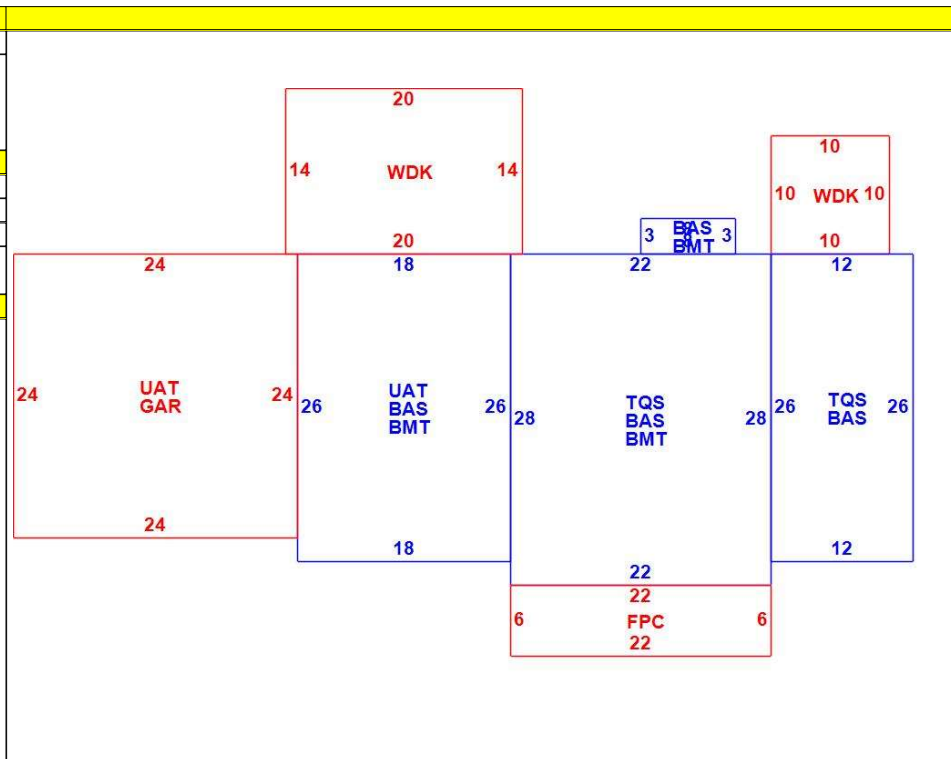 20
10
14 WDK 14
10 WDK 10
3 BAS 3
BMT
20
10
24
18
22
12
UAT
GAR
24
24
UAT
BAS
BMT
26
26
TQS
BAS
BMT
28
28
TQS
BAS
26
26
24
18
12
22
22
6 FPC 6
22